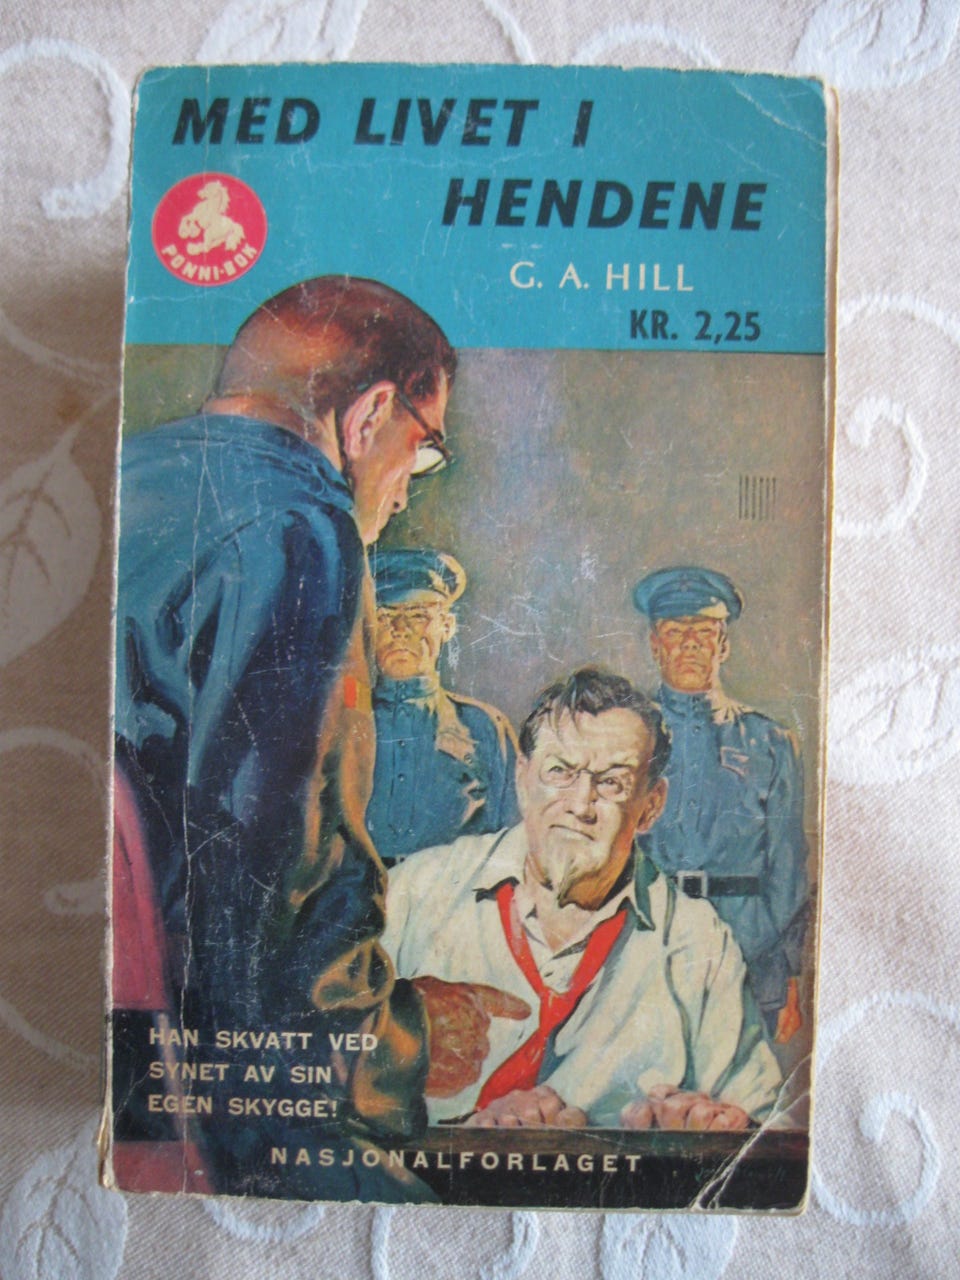 MED LIVET I
HENDENE
PONNI-BOK
G. A. HILL
KR. 2,25
HAN SKVATT VED
SYNET AV SIN
EGEN SKYGGE!
NASJONALFORLAGET